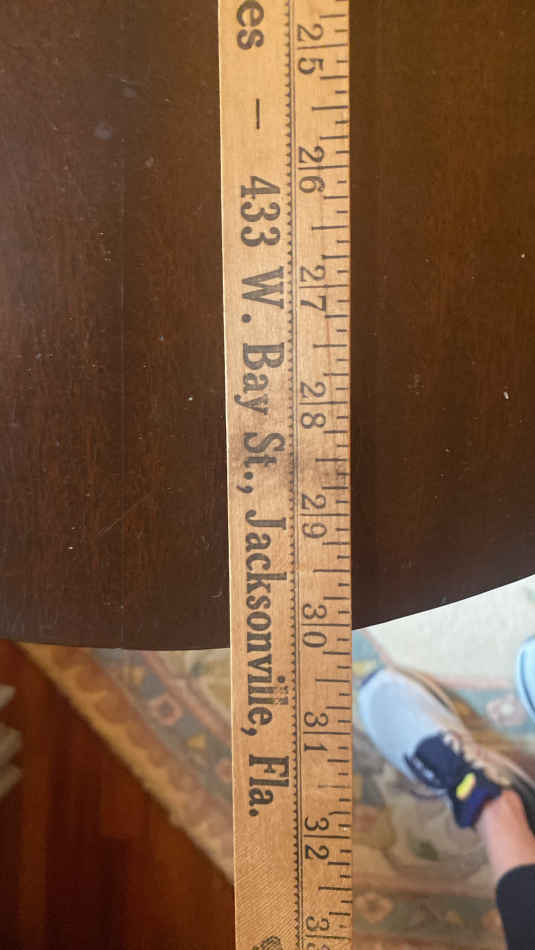 es – 433 W. Bay St., Jacksonville, Fla.
25 26 27 28 29 30 31 32